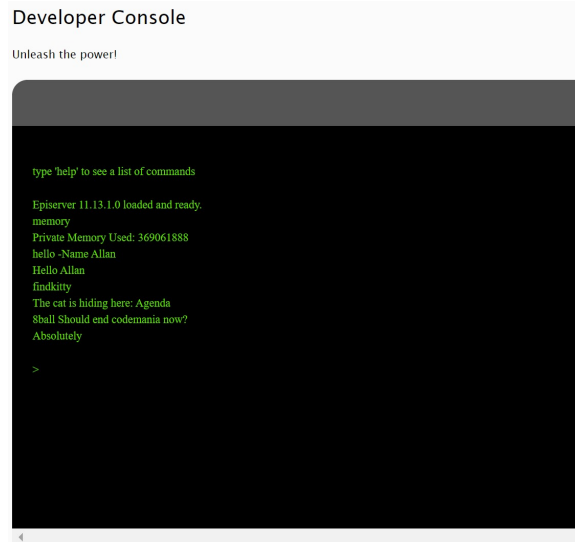 Developer Console
Unleash the power!
type 'help' to see a list of commands
Episerver 11.13.1.0 loaded and ready.
memory
Private Memory Used: 369061888
hello -Name Allan
Hello Allan
findkitty
The cat is hiding here: Agenda
8ball Should end codemania now?
Absolutely
>